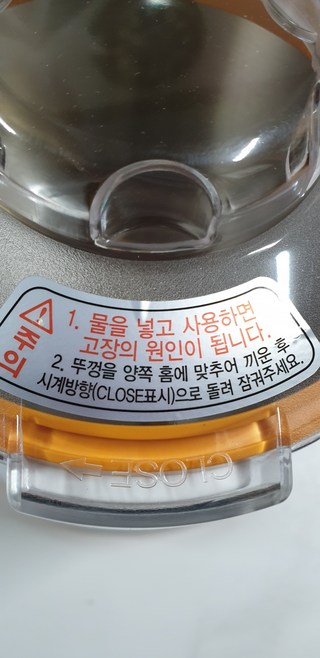 주의
1. 물을 넣고 사용하면
고장의 원인이 됩니다.
2. 뚜껑을 양쪽 홈에 맞추어 끼운 후
시계방향(CLOSE표시)으로 돌려 잠궈주세요.
CLOSE